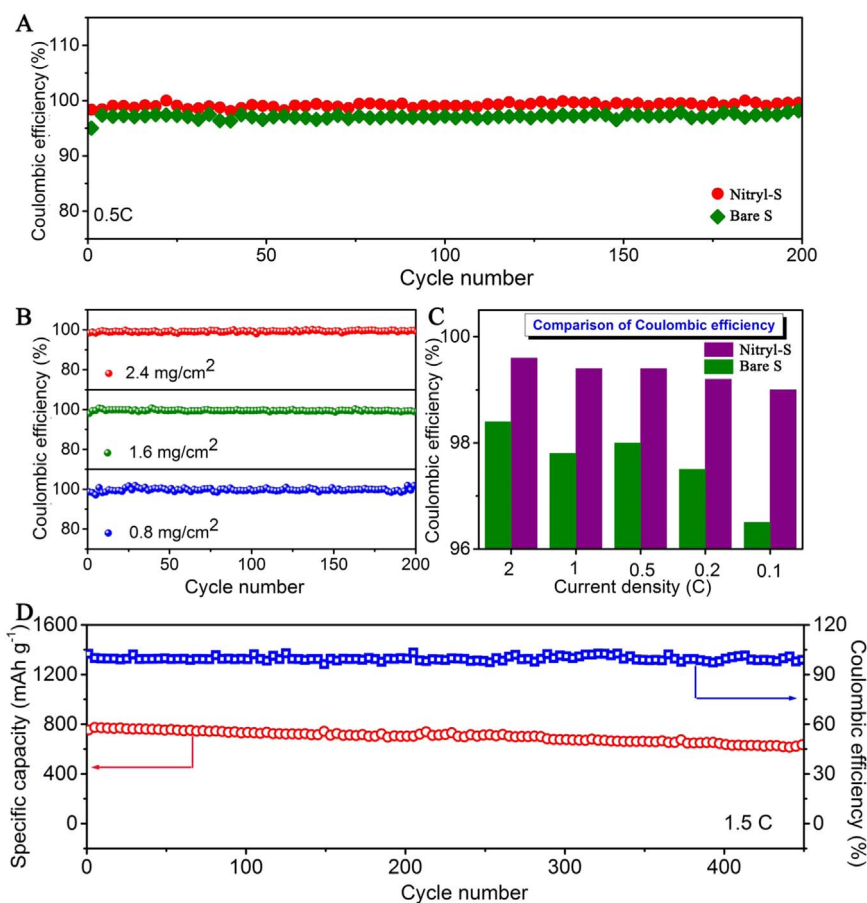 A
Coulombic efficiency (%)
110
100
90
80
0.5C
Nitryl-S
Bare S
0
50
100
150
200
Cycle number
B
Coulombic efficiency (%)
100
80
2.4 mg/cm²
100
80
1.6 mg/cm²
100
80
0.8 mg/cm²
0 50 100 150 200
Cycle number
C
Comparison of Coulombic efficiency
Nitryl-S
Bare S
Coulombic efficiency (%)
100
98
96
2 1 0.5 0.2 0.1
Current density (C)
D
Specific capacity (mAh g⁻¹)
1600
1200
800
400
0
120
90
60
30
0
Coulombic efficiency (%)
1.5 C
0 100 200 300 400
Cycle number